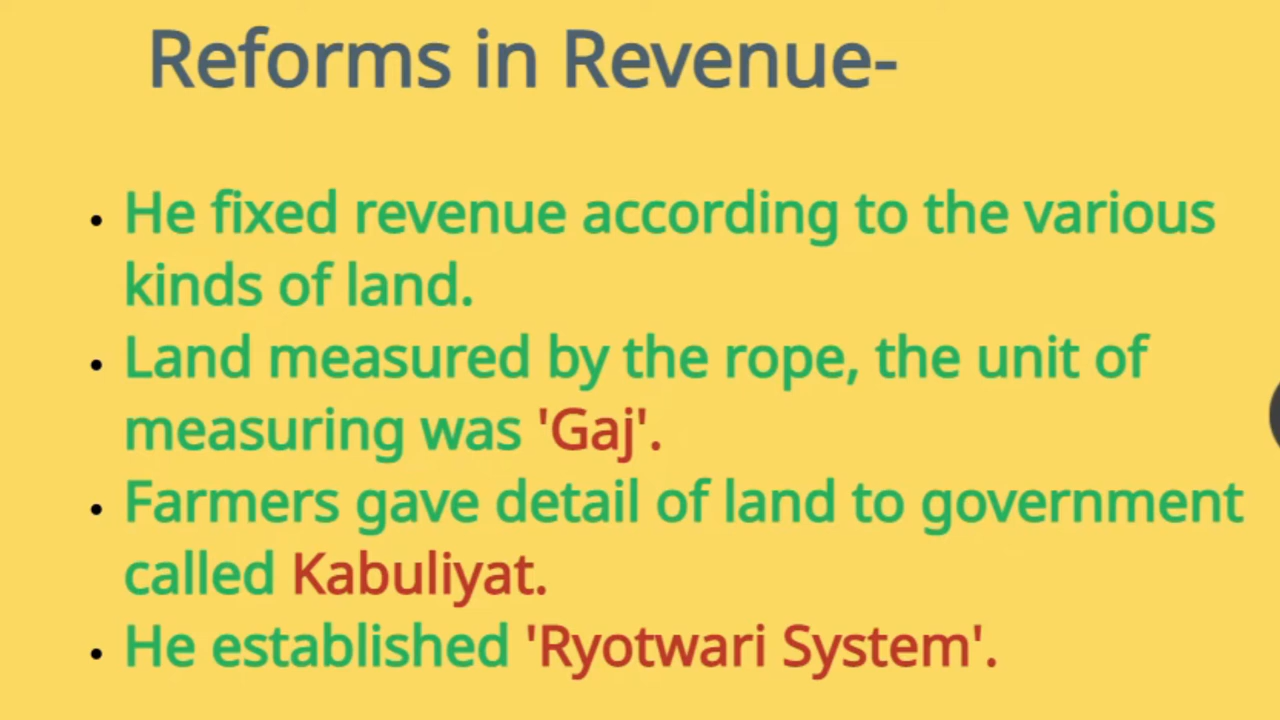 Reforms in Revenue-
• He fixed revenue according to the various
kinds of land.
• Land measured by the rope, the unit of
measuring was 'Gaj'.
• Farmers gave detail of land to government
called Kabuliyat.
• He established 'Ryotwari System'.